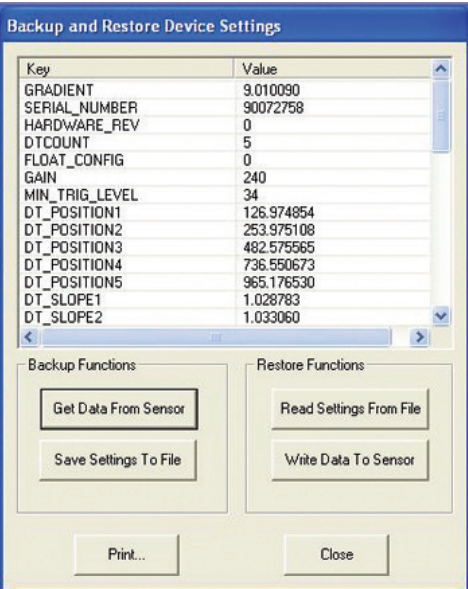 Backup and Restore Device Settings
Key Value
GRADIENT 9.010090
SERIAL_NUMBER 90072758
HARDWARE_REV 0
DTCOUNT 5
FLOAT_CONFIG 0
GAIN 240
MIN_TRIG_LEVEL 34
DT_POSITION1 126.974854
DT_POSITION2 253.975108
DT_POSITION3 482.575565
DT_POSITION4 736.550673
DT_POSITION5 965.176530
DT_SLOPE1 1.028783
DT_SLOPE2 1.033060
Backup Functions Restore Functions
Get Data From Sensor Read Settings From File
Save Settings To File Write Data To Sensor
Print... Close